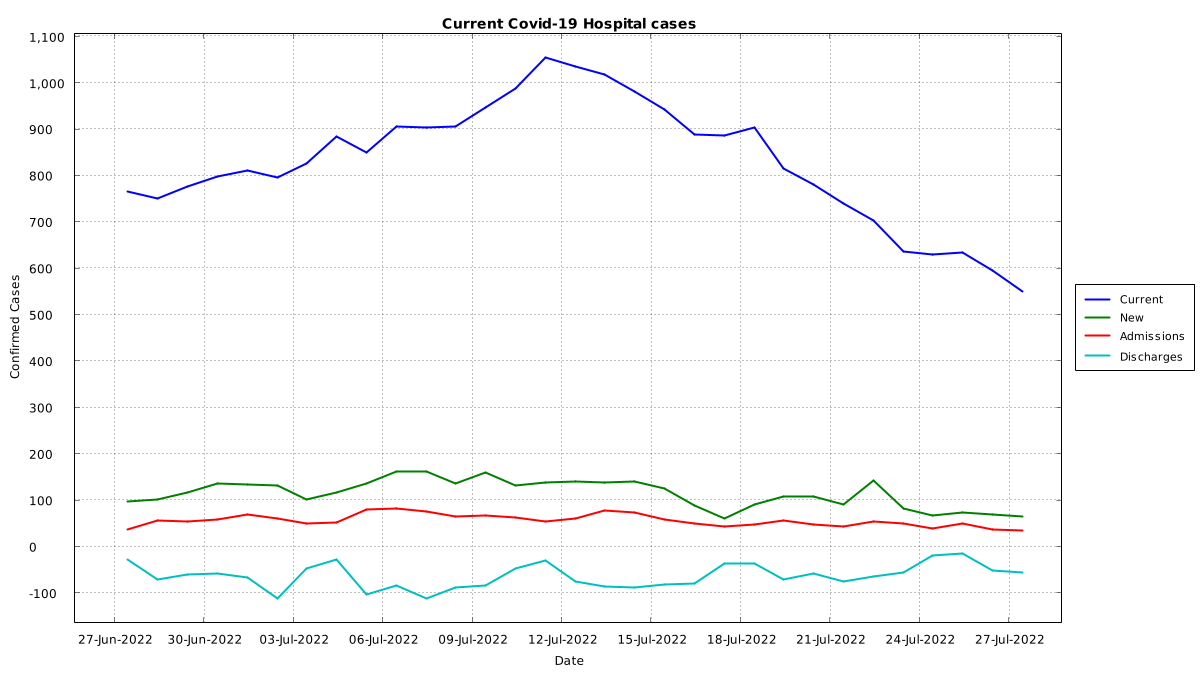 Current Covid-19 Hospital cases
1,100
1,000
900
800
700
600
500
400
300
200
100
0
-100
Confirmed Cases
27-Jun-2022 30-Jun-2022 03-Jul-2022 06-Jul-2022 09-Jul-2022 12-Jul-2022 15-Jul-2022 18-Jul-2022 21-Jul-2022 24-Jul-2022 27-Jul-2022
Date
Current
New
Admissions
Discharges